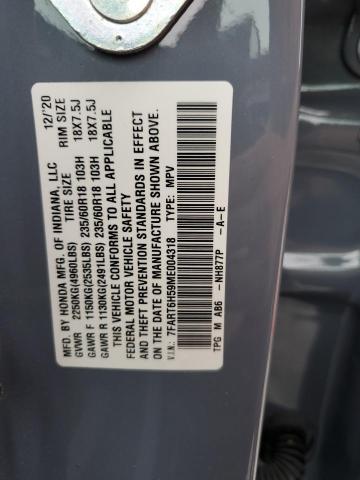 MFD. BY HONDA MFG. OF INDIANA, LLC 12/'20
TIRE SIZE RIM SIZE
GVWR 2250KG(4960LBS)
GAWR F 1150KG(2535LBS) 235/60R18 103H 18X7.5J
GAWR R 1130KG(2491LBS) 235/60R18 103H 18X7.5J
THIS VEHICLE CONFORMS TO ALL APPLICABLE
FEDERAL MOTOR VEHICLE SAFETY
AND THEFT PREVENTION STANDARDS IN EFFECT
ON THE DATE OF MANUFACTURE SHOWN ABOVE.
V.I.N.: 7FART6H59ME004318 TYPE: MPV
TPG M AB6 -NH877P -A-E